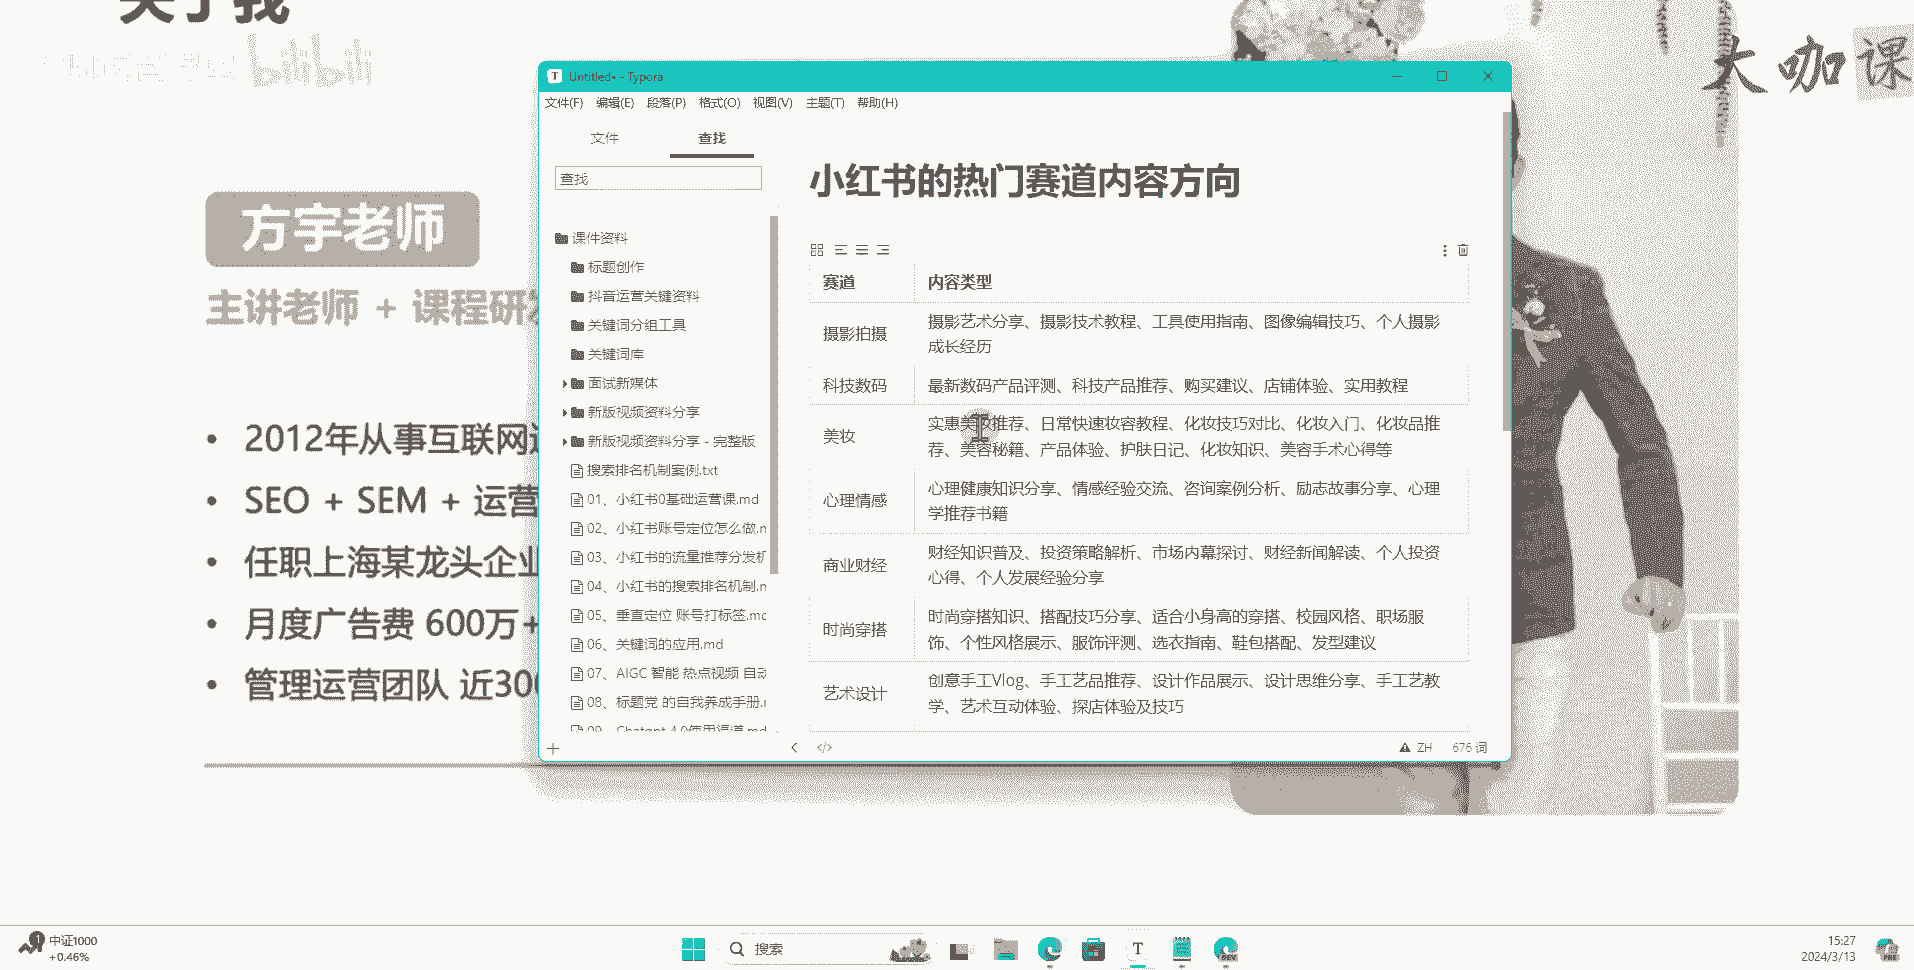 关于我
bilibili
大咖课
方宇老师
主讲老师 + 课程研发
2012年从事互联网
SEO + SEM + 运营
任职上海某龙头企业
月度广告费 600万+
管理运营团队 近300
Untitled• - Typora
文件(F) 编辑(E) 段落(P) 格式(O) 视图(V) 主题(T) 帮助(H)
文件 查找
查找
课件资料
标题创作
抖音运营关键资料
关键词分组工具
关键词库
面试新媒体
新版视频资料分享
新版视频资料分享 - 完整版
搜索排名机制案例.txt
01、小红书0基础运营课.md
02、小红书账号定位怎么做.m
03、小红书的流量推荐分发机
04、小红书的搜索排名机制.m
05、垂直定位 账号打标签.mc
06、关键词的应用.md
07、AIGC 智能 热点视频 自动
08、标题党 的自我养成手册.r
09、Chatgpt 4.0使用渠道.md
小红书的热门赛道内容方向
赛道 内容类型
摄影拍摄 摄影艺术分享、摄影技术教程、工具使用指南、图像编辑技巧、个人摄影
成长经历
科技数码 最新数码产品评测、科技产品推荐、购买建议、店铺体验、实用教程
美妆 实惠美妆推荐、日常快速妆容教程、化妆技巧对比、化妆入门、化妆品推
荐、美容秘籍、产品体验、护肤日记、化妆知识、美容手术心得等
心理情感 心理健康知识分享、情感经验交流、咨询案例分析、励志故事分享、心理
学推荐书籍
商业财经 财经知识普及、投资策略解析、市场内幕探讨、财经新闻解读、个人投资
心得、个人发展经验分享
时尚穿搭 时尚穿搭知识、搭配技巧分享、适合小身高的穿搭、校园风格、职场服
饰、个性风格展示、服饰评测、选衣指南、鞋包搭配、发型建议
艺术设计 创意手工Vlog、手工艺品推荐、设计作品展示、设计思维分享、手工艺教
学、艺术互动体验、探店体验及技巧
ZH 676 词
1 中证1000
+0.46%
搜索
DEV
15:27
2024/3/13
PRE